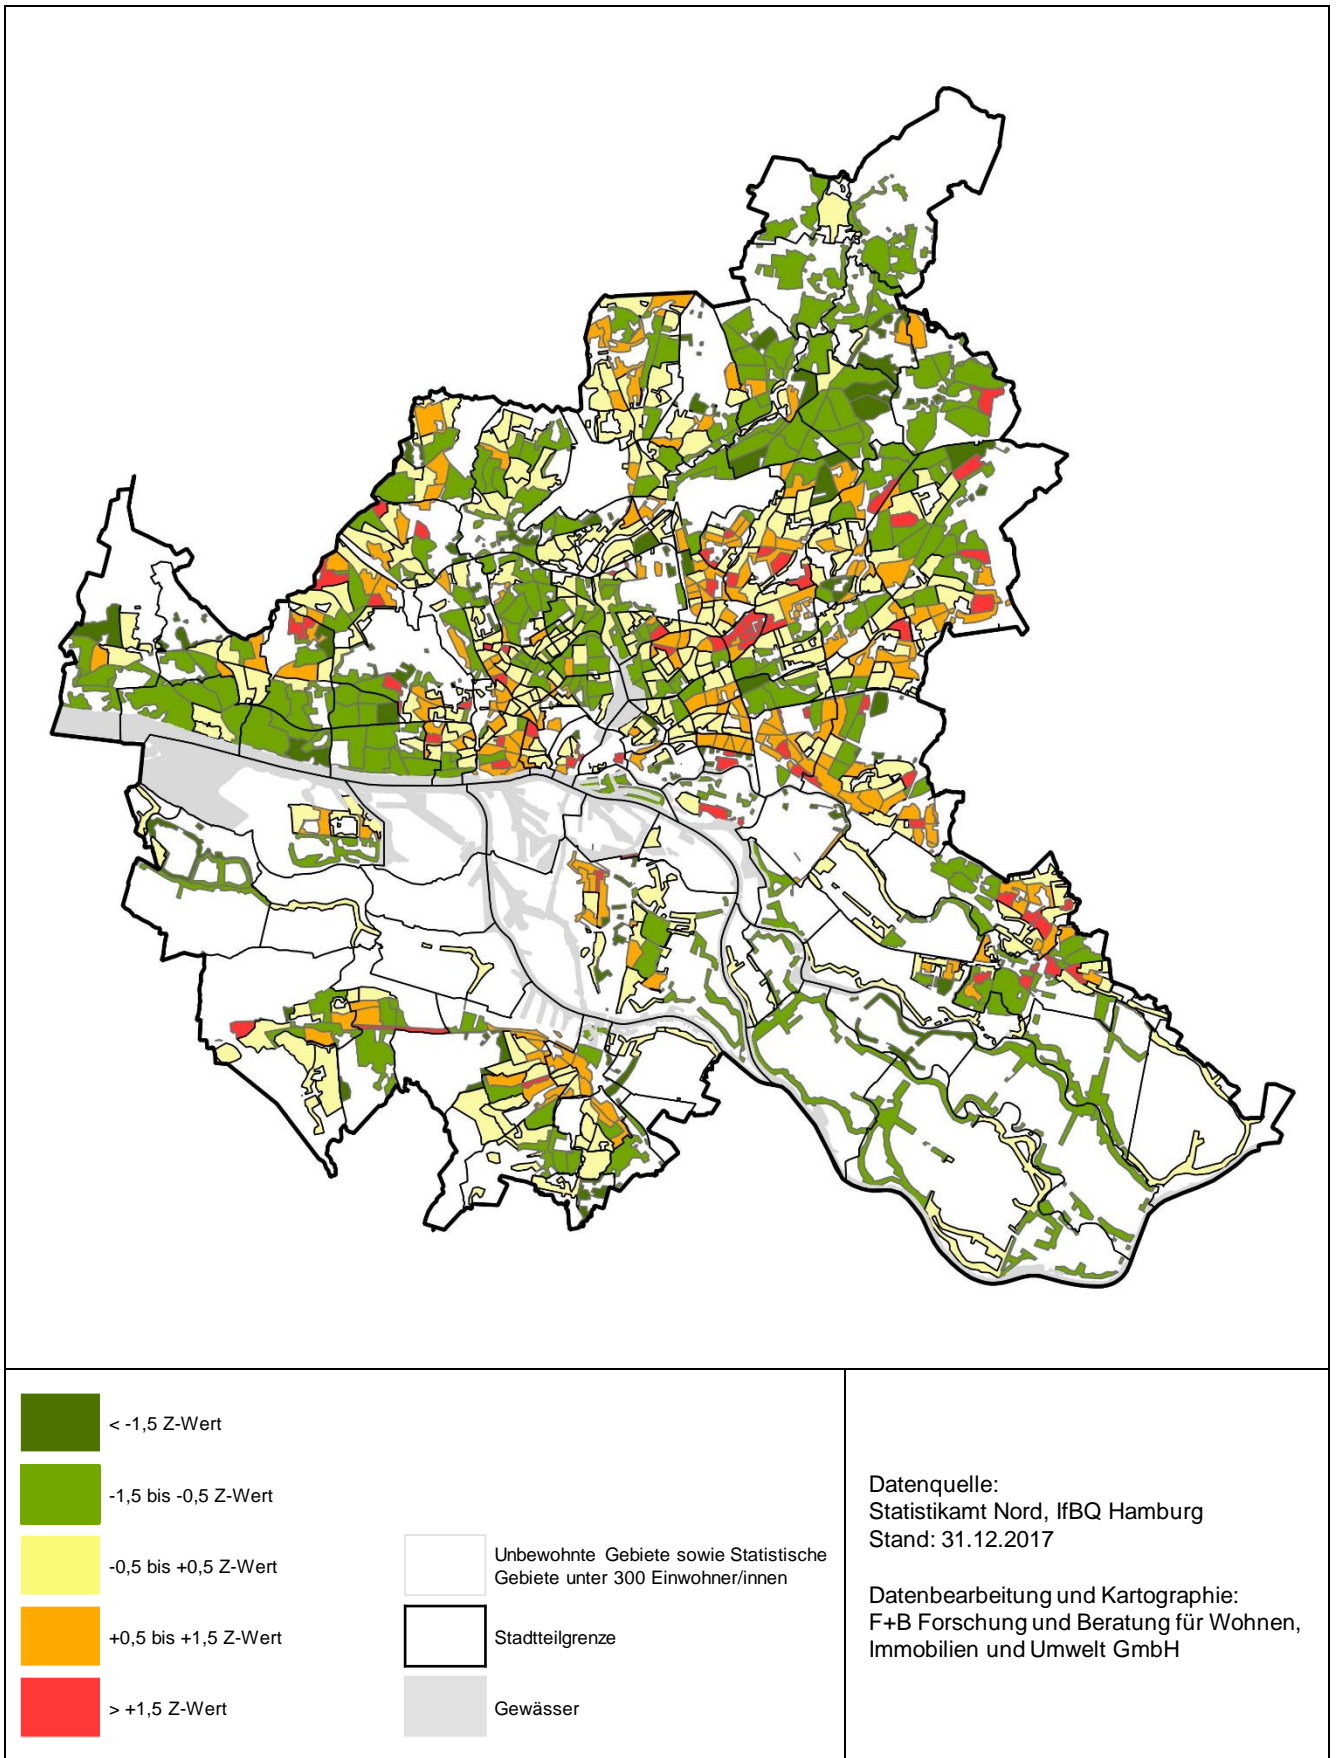 < -1,5 Z-Wert
-1,5 bis -0,5 Z-Wert
-0,5 bis +0,5 Z-Wert
+0,5 bis +1,5 Z-Wert
> +1,5 Z-Wert
Unbewohnte Gebiete sowie Statistische
Gebiete unter 300 Einwohner/innen
Stadtteilgrenze
Gewässer
Datenquelle:
Statistikamt Nord, IfBQ Hamburg
Stand: 31.12.2017
Datenbearbeitung und Kartographie:
F+B Forschung und Beratung für Wohnen,
Immobilien und Umwelt GmbH